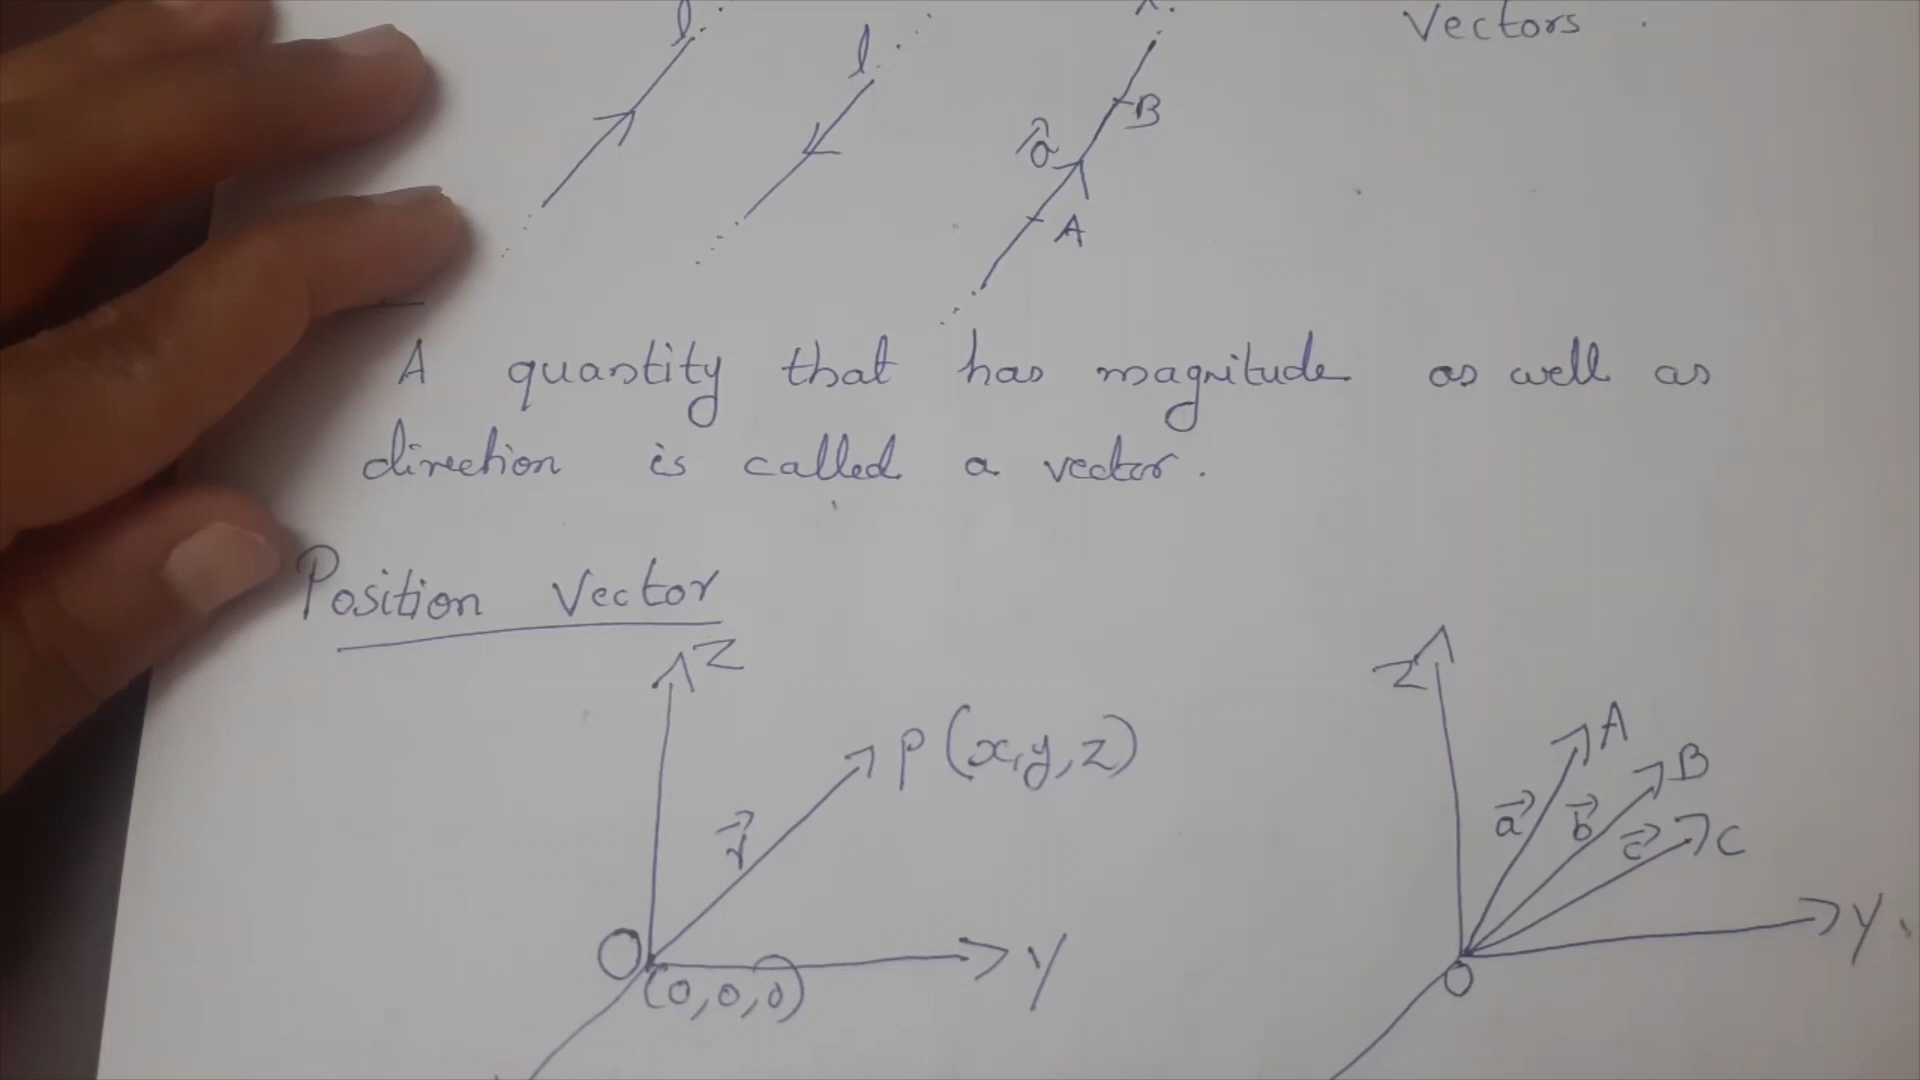 Vectors
l
l
B
a
A
A quantity that has magnitude as well as
direction is called a vector.
Position Vector
Z
P (x,y,z)
r
O
(0,0,0)
Y
Z
A
B
C
a
b
c
Y
O